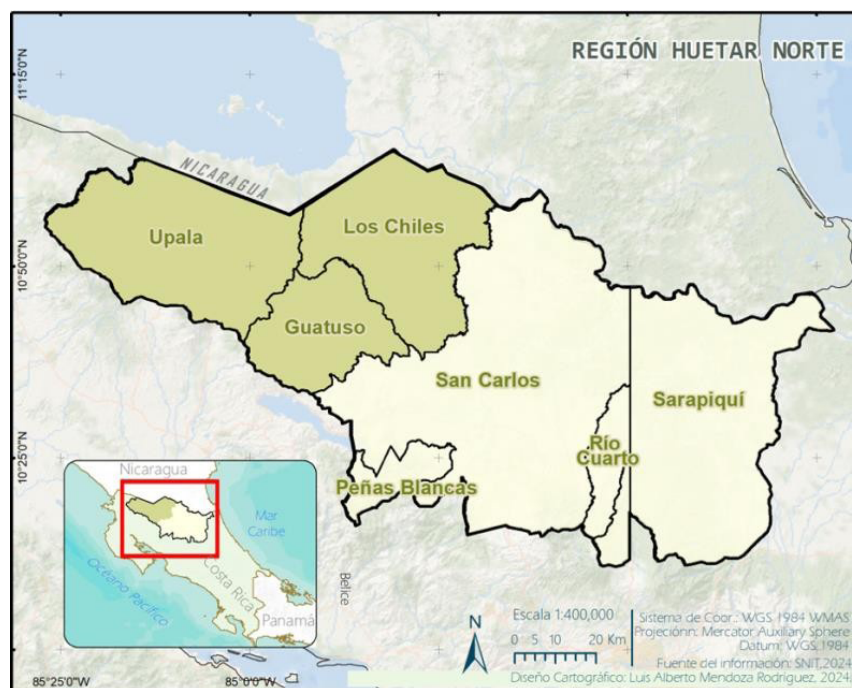 REGIÓN HUETAR NORTE
11°15'0"N
NICARAGUA
Los Chiles
Upala
10°50'0"N
Guatuso
San Carlos
Sarapiquí
10°25'0"N
Río
Cuarto
Peñas Blancas
Nicaragua
Mar
Caribe
Océano Pacífico
Costa Rica
Panamá
Belice
N
Escala 1:400,000
0 5 10 20 Km
Sistema de Coor.: WGS 1984 WMAS
Projeciónn: Mercator Auxiliary Sphere
Datum: WGS 1984
Fuente del información: SNIT,2024
Diseño Cartográfico: Luis Alberto Mendoza Rodríguez, 2024.
85°25'0"W
85°0'0"W